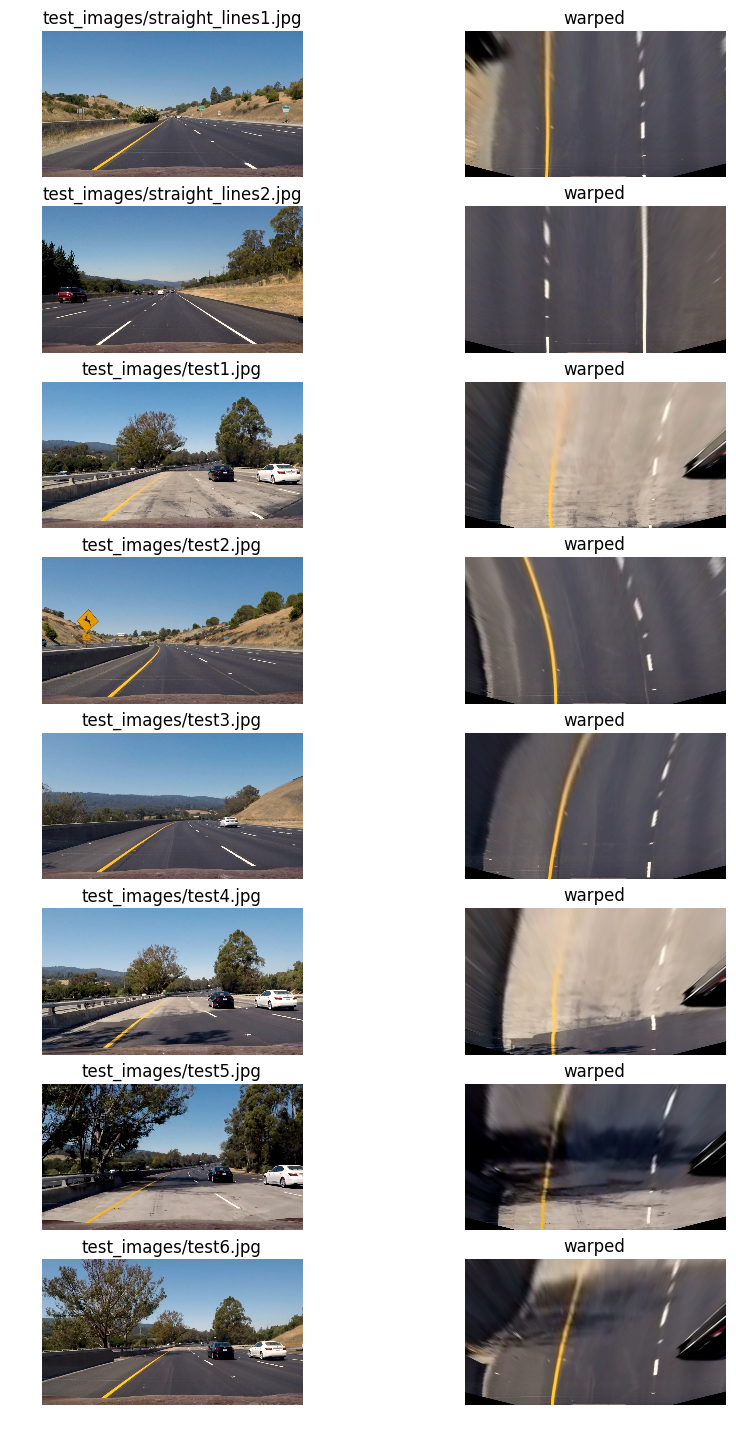 test_images/straight_lines1.jpg
warped
test_images/straight_lines2.jpg
warped
test_images/test1.jpg
warped
test_images/test2.jpg
warped
test_images/test3.jpg
warped
test_images/test4.jpg
warped
test_images/test5.jpg
warped
test_images/test6.jpg
warped